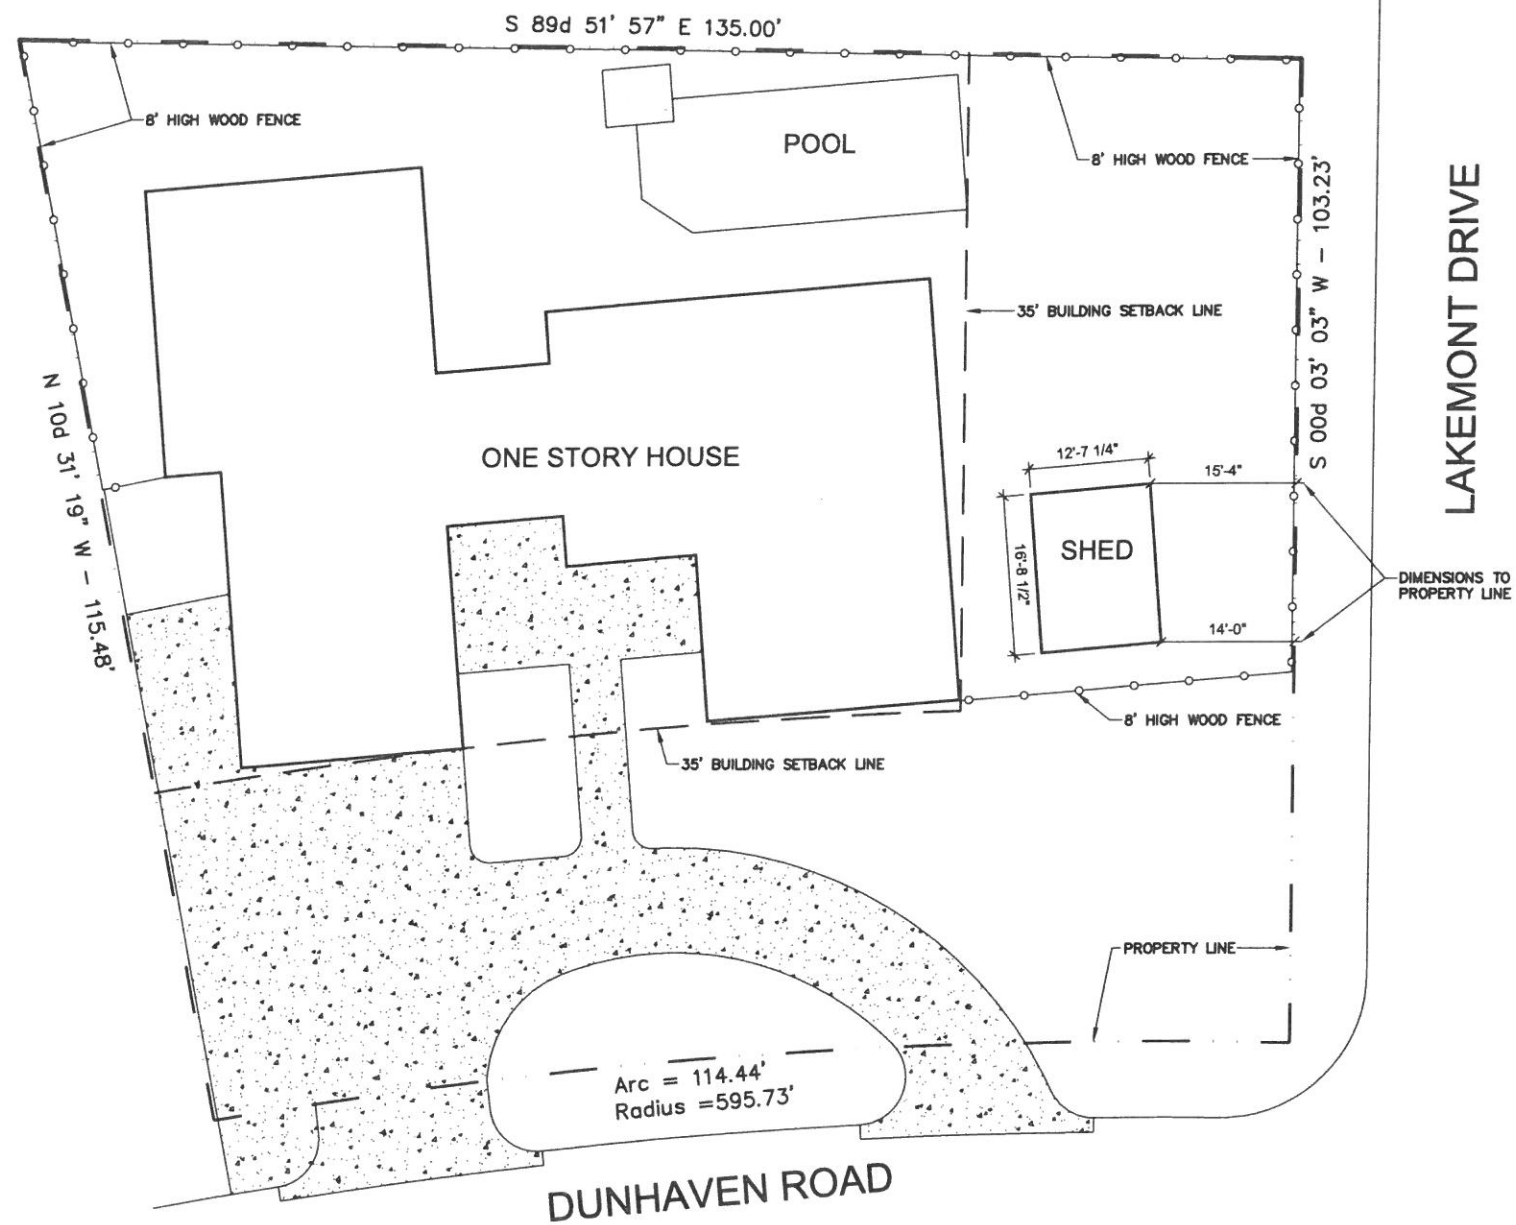 S 89d 51' 57" E 135.00'
8' HIGH WOOD FENCE
POOL
8' HIGH WOOD FENCE
S 00d 03' 03" W – 103.23'
LAKEMONT DRIVE
35' BUILDING SETBACK LINE
N 10d 31' 19" W – 115.48'
ONE STORY HOUSE
12'-7 1/4"
15'-4"
16'-8 1/2"
SHED
DIMENSIONS TO
PROPERTY LINE
14'-0"
8' HIGH WOOD FENCE
35' BUILDING SETBACK LINE
PROPERTY LINE
Arc = 114.44'
Radius =595.73'
DUNHAVEN ROAD